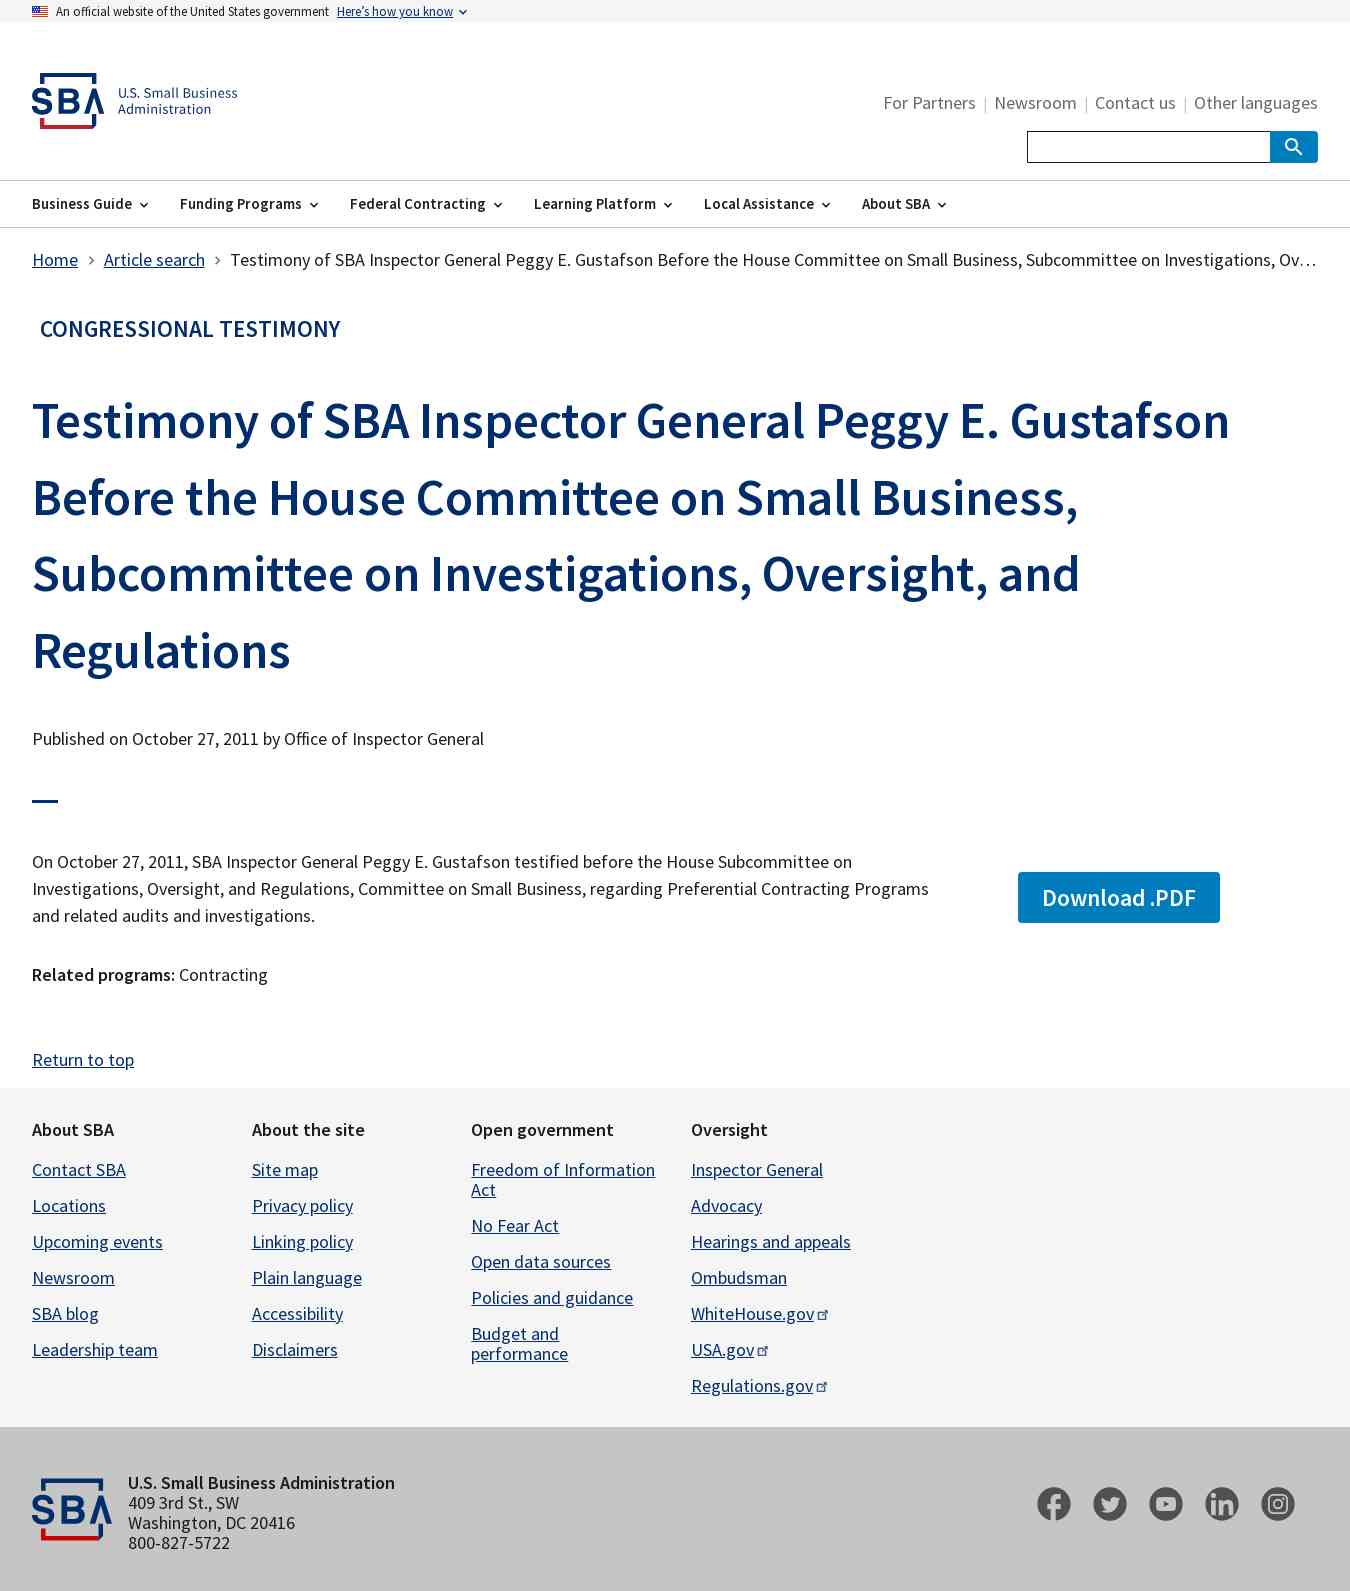 An official website of the United States government Here's how you know
SBA U.S. Small Business
Administration
For Partners | Newsroom | Contact us | Other languages
Business Guide Funding Programs Federal Contracting Learning Platform Local Assistance About SBA
Home > Article search > Testimony of SBA Inspector General Peggy E. Gustafson Before the House Committee on Small Business, Subcommittee on Investigations, Ov…
CONGRESSIONAL TESTIMONY
Testimony of SBA Inspector General Peggy E. Gustafson
Before the House Committee on Small Business,
Subcommittee on Investigations, Oversight, and
Regulations
Published on October 27, 2011 by Office of Inspector General
On October 27, 2011, SBA Inspector General Peggy E. Gustafson testified before the House Subcommittee on
Investigations, Oversight, and Regulations, Committee on Small Business, regarding Preferential Contracting Programs
and related audits and investigations.
Download .PDF
Related programs: Contracting
Return to top
About SBA
Contact SBA
Locations
Upcoming events
Newsroom
SBA blog
Leadership team
About the site
Site map
Privacy policy
Linking policy
Plain language
Accessibility
Disclaimers
Open government
Freedom of Information
Act
No Fear Act
Open data sources
Policies and guidance
Budget and
performance
Oversight
Inspector General
Advocacy
Hearings and appeals
Ombudsman
WhiteHouse.gov
USA.gov
Regulations.gov
SBA
U.S. Small Business Administration
409 3rd St., SW
Washington, DC 20416
800-827-5722